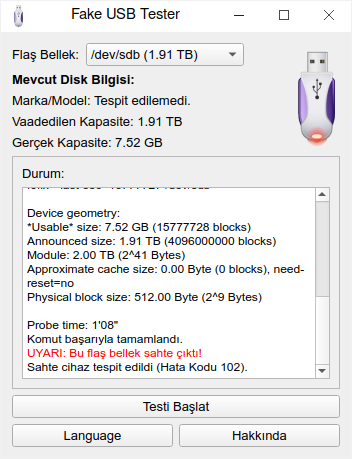 Fake USB Tester
Flaş Bellek: /dev/sdb (1.91 TB)
Mevcut Disk Bilgisi:
Marka/Model: Tespit edilemedi.
Vaadedilen Kapasite: 1.91 TB
Gerçek Kapasite: 7.52 GB
Durum:
Device geometry:
*Usable* size: 7.52 GB (15777728 blocks)
Announced size: 1.91 TB (4096000000 blocks)
Module: 2.00 TB (2^41 Bytes)
Approximate cache size: 0.00 Byte (0 blocks), need-
reset=no
Physical block size: 512.00 Byte (2^9 Bytes)
Probe time: 1'08"
Komut başarıyla tamamlandı.
UYARI: Bu flaş bellek sahte çıktı!
Sahte cihaz tespit edildi (Hata Kodu 102).
Testi Başlat
Language
Hakkında